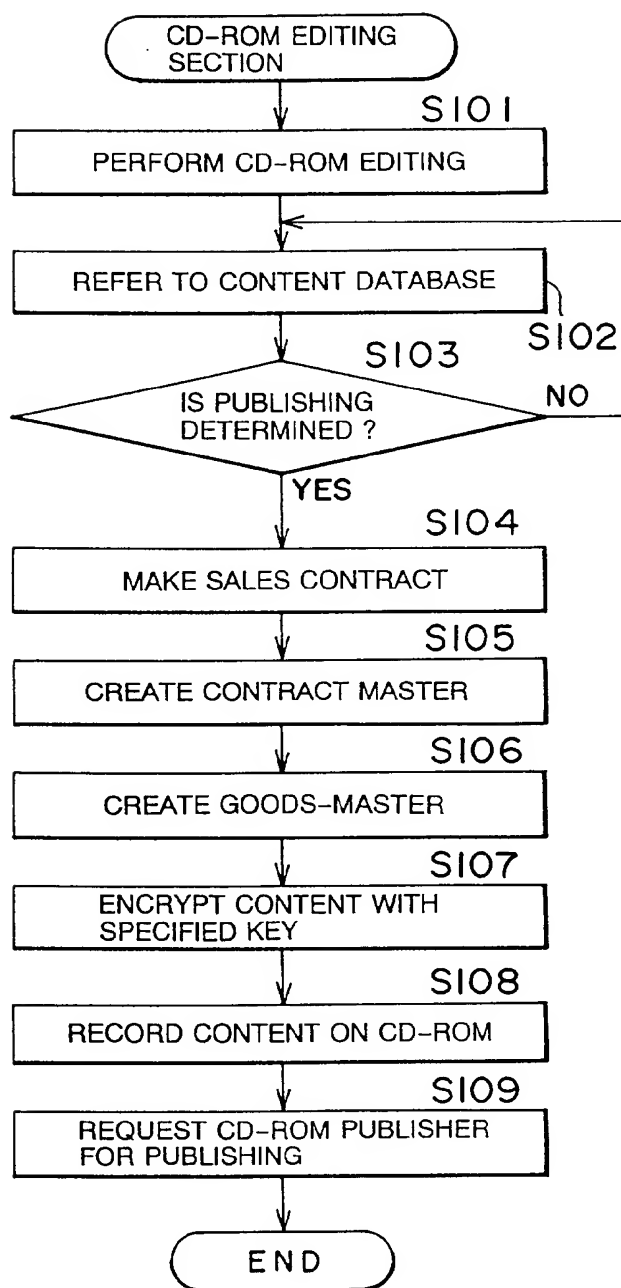 CD-ROM EDITING
SECTION
S101
PERFORM CD-ROM EDITING
REFER TO CONTENT DATABASE
S102
S103
IS PUBLISHING
DETERMINED ?
NO
YES
S104
MAKE SALES CONTRACT
S105
CREATE CONTRACT MASTER
S106
CREATE GOODS-MASTER
S107
ENCRYPT CONTENT WITH
SPECIFIED KEY
S108
RECORD CONTENT ON CD-ROM
S109
REQUEST CD-ROM PUBLISHER
FOR PUBLISHING
END